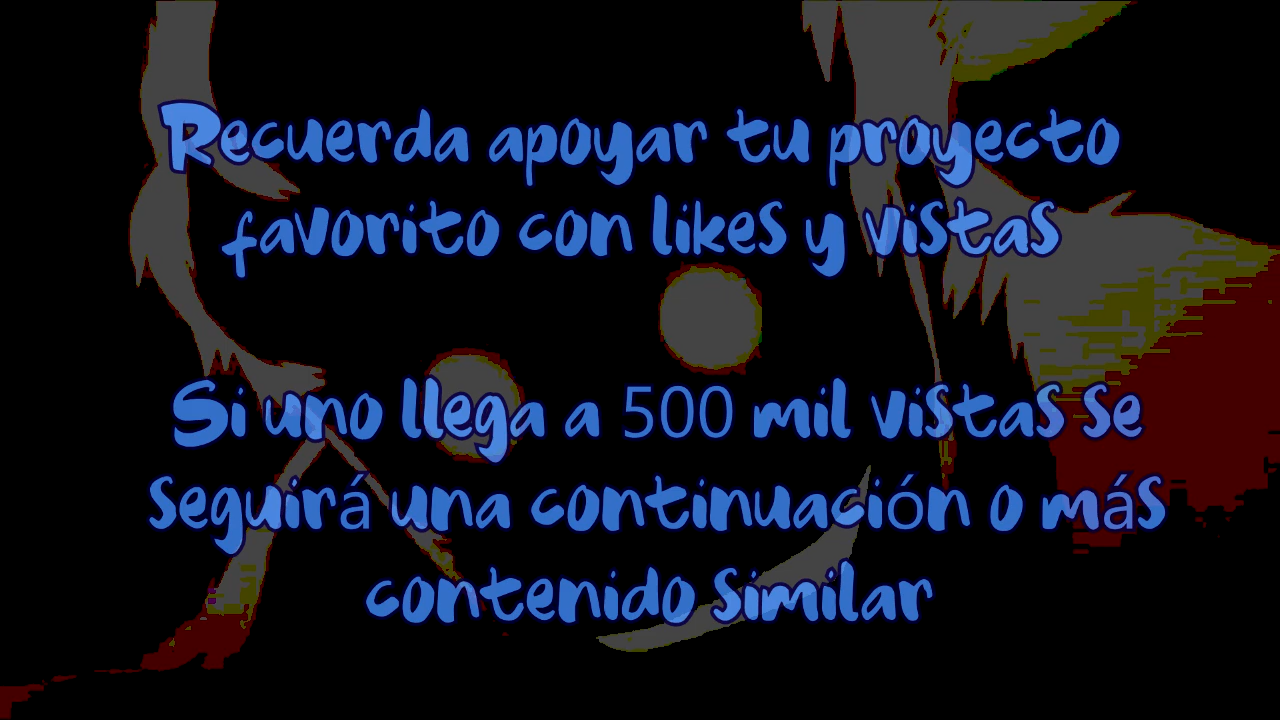 Recuerda apoyar tu proyecto
favorito con likes y vistas
Si uno llega a 500 mil vistas se
seguirá una continuación o más
contenido similar